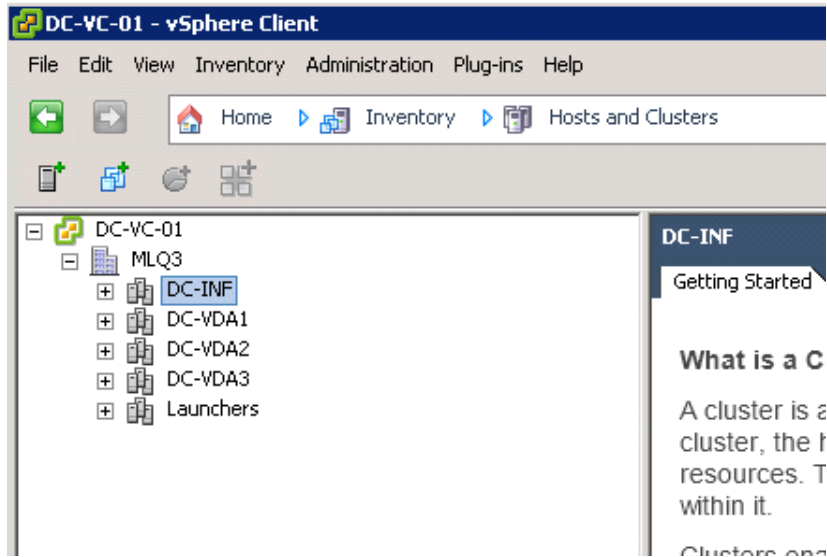 DC-VC-01 - vSphere Client
File Edit View Inventory Administration Plug-ins Help
Home Inventory Hosts and Clusters
DC-VC-01
MLQ3
DC-INF
DC-VDA1
DC-VDA2
DC-VDA3
Launchers
DC-INF
Getting Started
What is a C
A cluster is a
cluster, the h
resources. T
within it.
Clusters ena